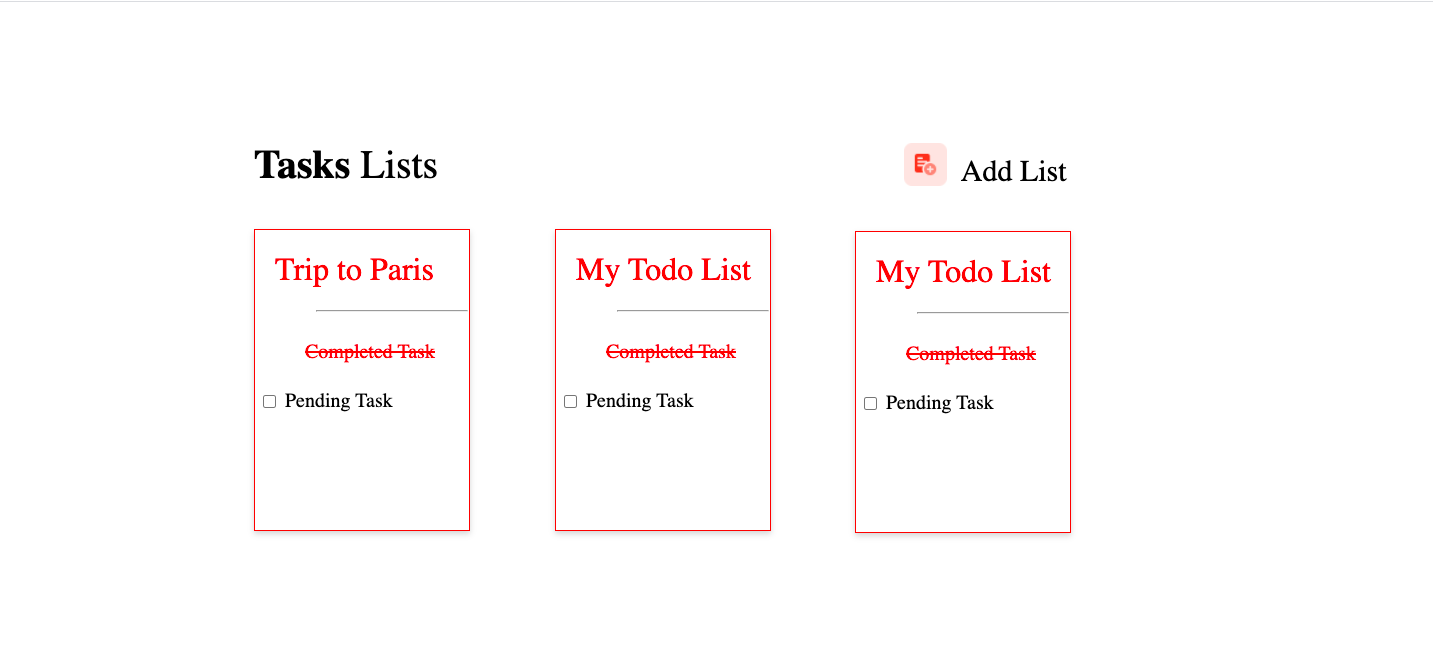 Tasks Lists
Add List
Trip to Paris
Completed Task
Pending Task
My Todo List
Completed Task
Pending Task
My Todo List
Completed Task
Pending Task